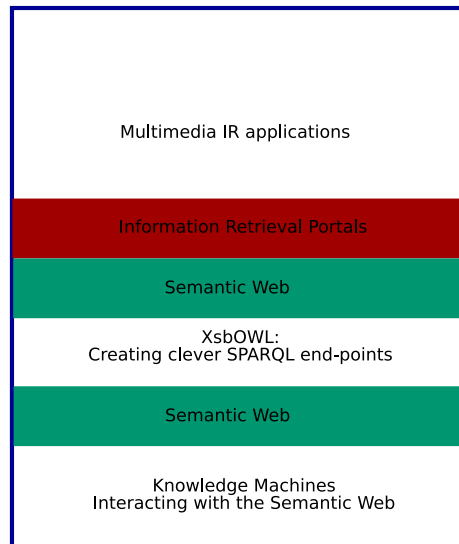 Multimedia IR applications
Information Retrieval Portals
Semantic Web
XsbOWL:
Creating clever SPARQL end-points
Semantic Web
Knowledge Machines
Interacting with the Semantic Web